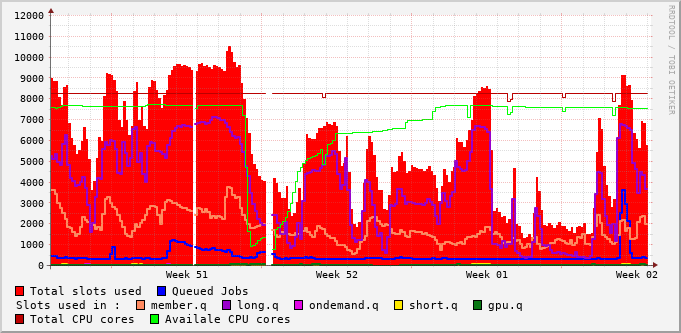 12000
11000
10000
9000
8000
7000
6000
5000
4000
3000
2000
1000
0
Week 51 Week 52 Week 01 Week 02
RRDTOOL / TOBI OETIKER
Total slots used Queued Jobs
Slots used in : member.q long.q ondemand.q short.q gpu.q
Total CPU cores Availale CPU cores